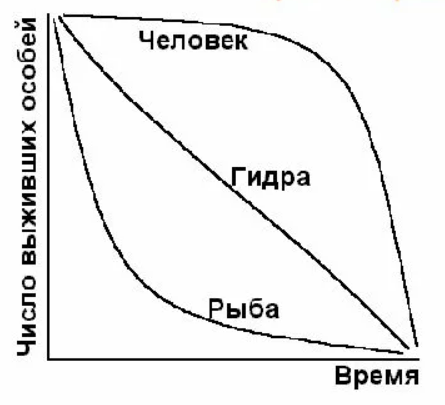 Число выживших особей
Человек
Гидра
Рыба
Время